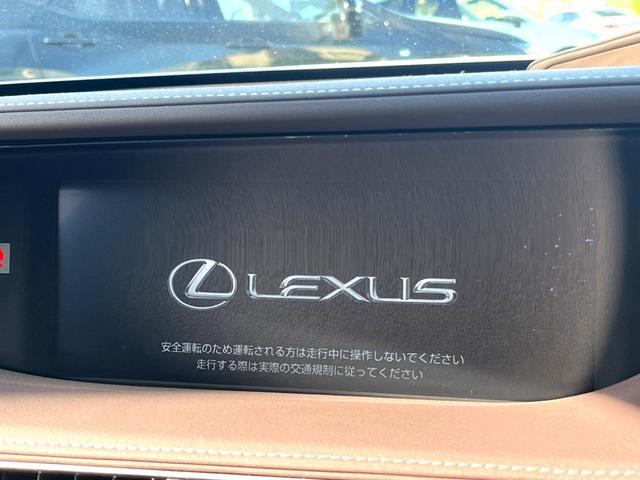 LEXUS
安全運転のため運転される方は走行中に操作しないでください
走行する際は実際の交通規制に従ってください